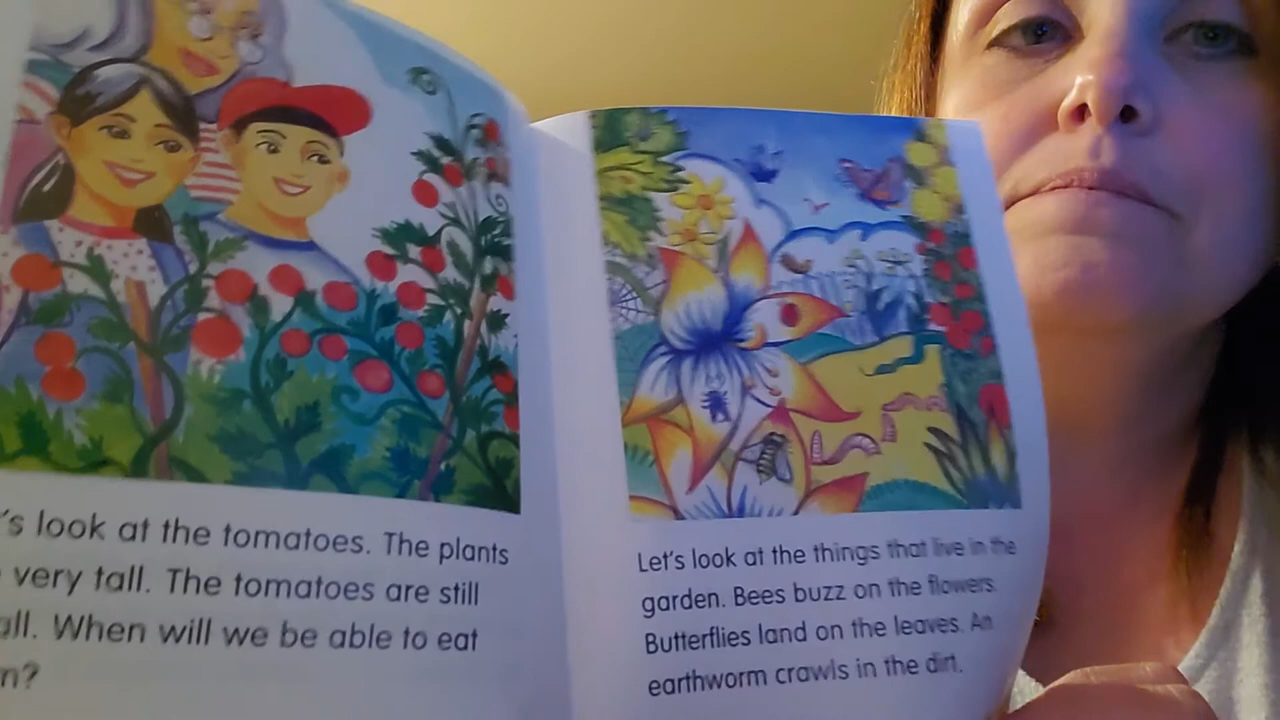 's look at the tomatoes. The plants
very tall. The tomatoes are still
all. When will we be able to eat
n?
Let's look at the things that live in the
garden. Bees buzz on the flowers.
Butterflies land on the leaves. An
earthworm crawls in the dirt.